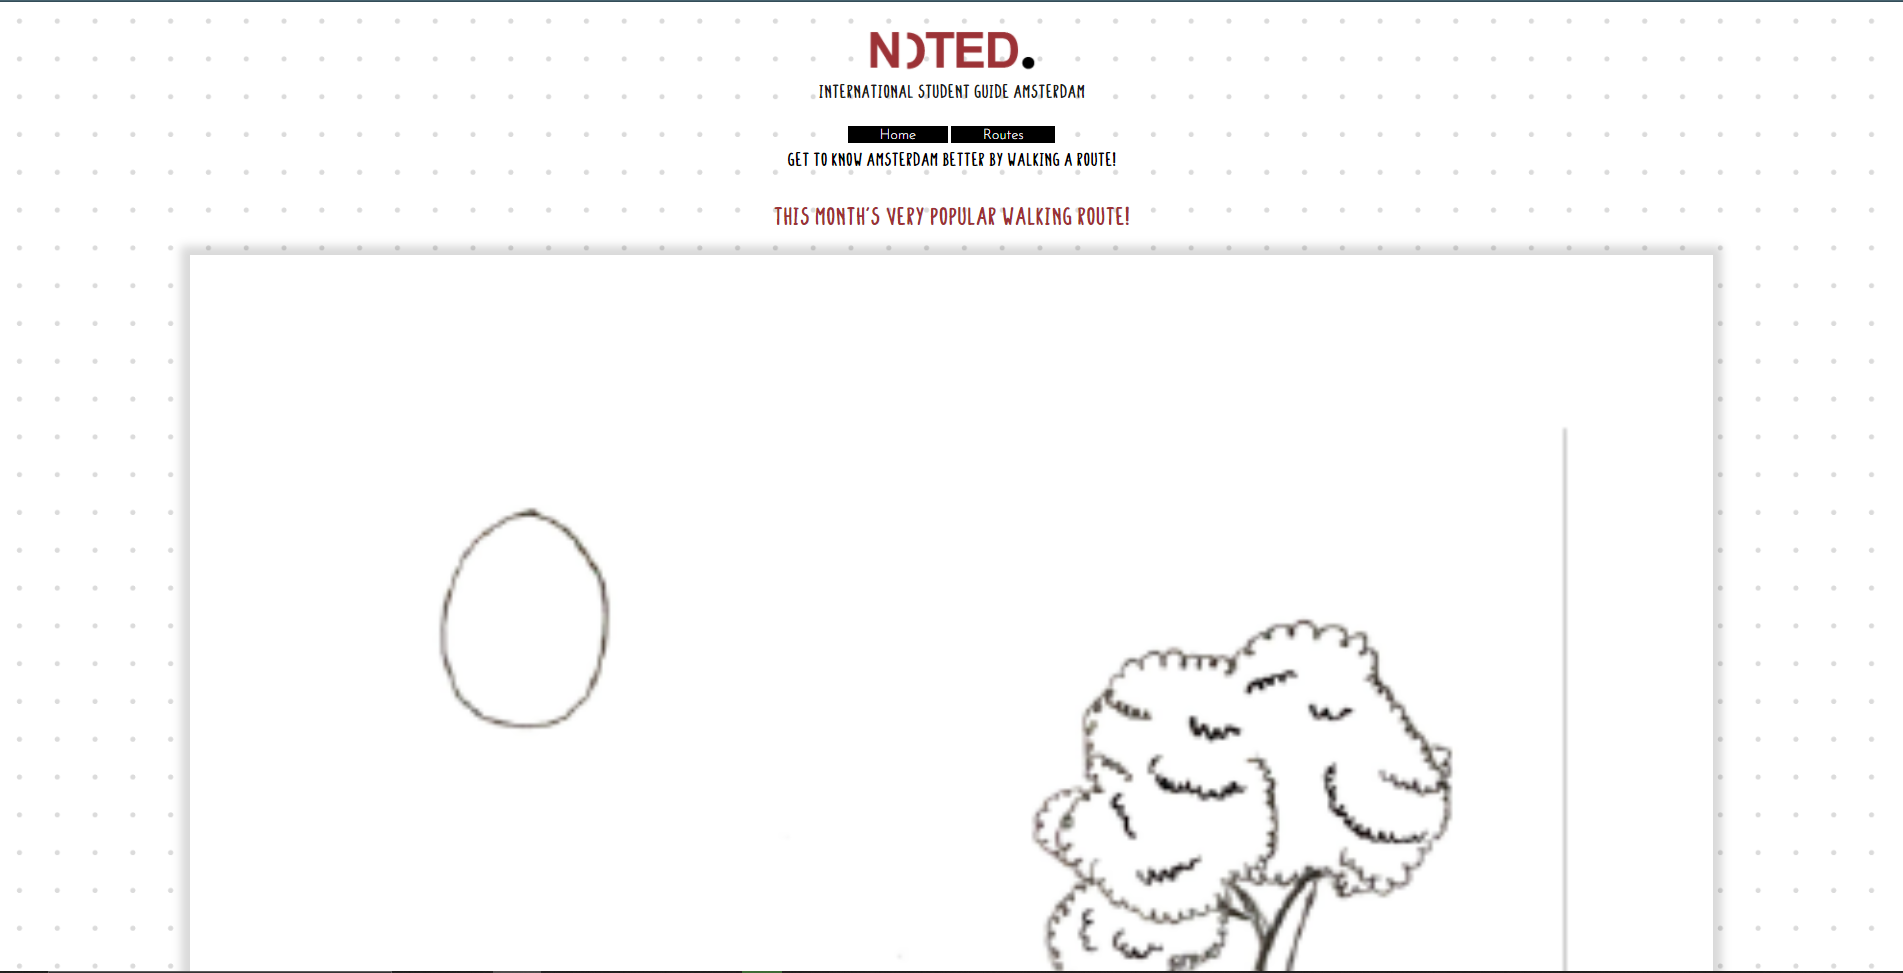 NOTED.
INTERNATIONAL STUDENT GUIDE AMSTERDAM
Home Routes
GET TO KNOW AMSTERDAM BETTER BY WALKING A ROUTE!
THIS MONTH'S VERY POPULAR WALKING ROUTE!